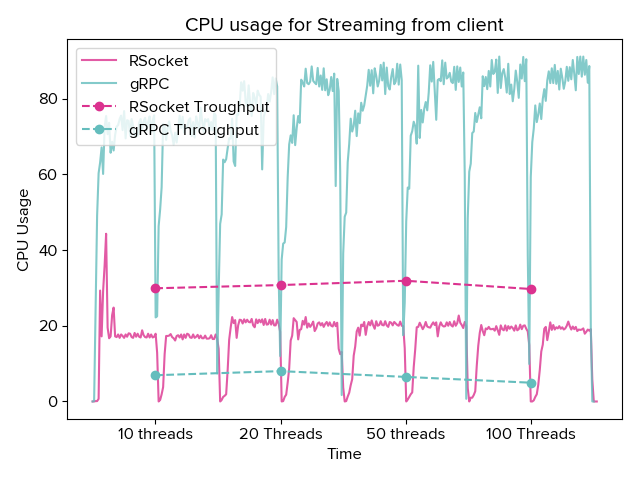 CPU usage for Streaming from client
RSocket
gRPC
RSocket Troughput
gRPC Throughput
CPU Usage
80
60
40
20
0
10 threads
20 Threads
50 threads
100 Threads
Time